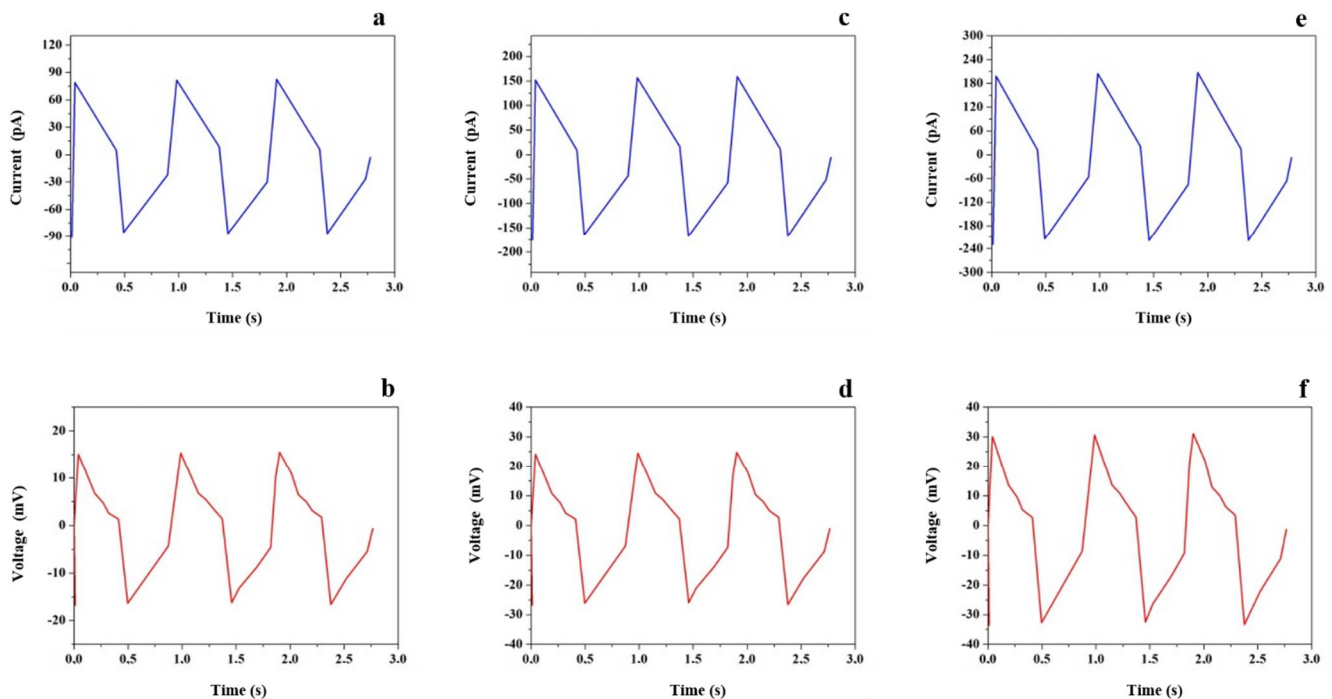 a
120
90
60
30
0
-30
-60
-90
Current (pA)
0.0 0.5 1.0 1.5 2.0 2.5 3.0
Time (s)
c
200
150
100
50
0
-50
-100
-150
-200
Current (pA)
0.0 0.5 1.0 1.5 2.0 2.5 3.0
Time (s)
e
300
240
180
120
60
0
-60
-120
-180
-240
-300
Current (pA)
0.0 0.5 1.0 1.5 2.0 2.5 3.0
Time (s)
b
20
10
0
-10
-20
Voltage (mV)
0.0 0.5 1.0 1.5 2.0 2.5 3.0
Time (s)
d
40
30
20
10
0
-10
-20
-30
-40
Voltage (mV)
0.0 0.5 1.0 1.5 2.0 2.5 3.0
Time (s)
f
40
30
20
10
0
-10
-20
-30
-40
Voltage (mV)
0.0 0.5 1.0 1.5 2.0 2.5 3.0
Time (s)